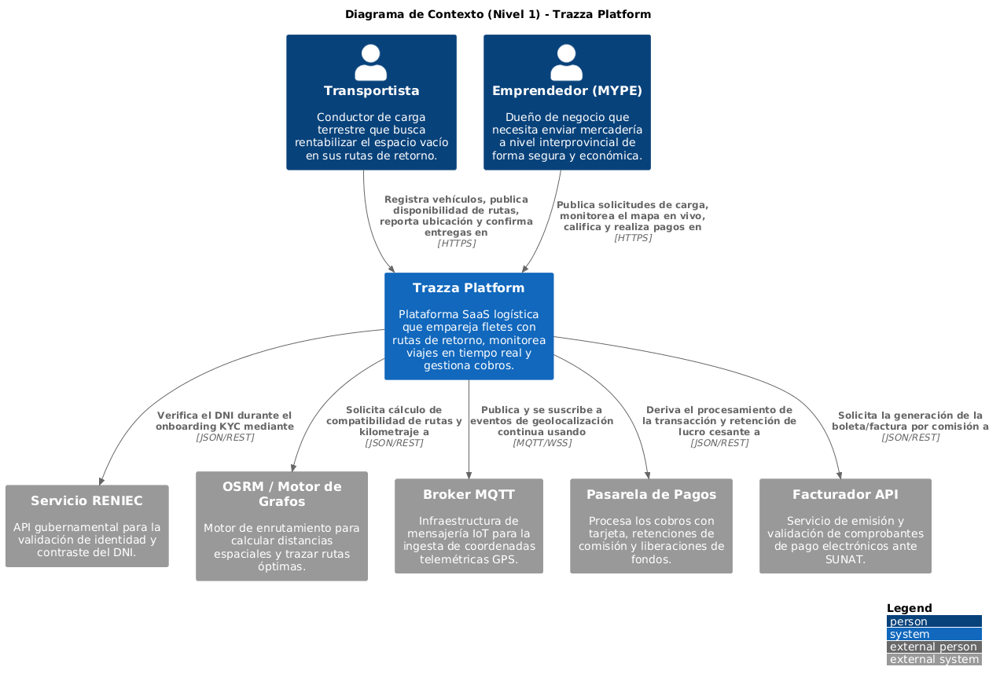 Diagrama de Contexto (Nivel 1) - Trazza Platform
Transportista
Conductor de carga
terrestre que busca
rentabilizar el espacio vacío
en sus rutas de retorno.
Emprendedor (MYPE)
Dueño de negocio que
necesita enviar mercadería
a nivel interprovincial de
forma segura y económica.
Registra vehículos, publica
disponibilidad de rutas,
reporta ubicación y confirma
entregas en
[HTTPS]
Publica solicitudes de carga,
monitorea el mapa en vivo,
califica y realiza pagos en
[HTTPS]
Trazza Platform
Plataforma SaaS logística
que empareja fletes con
rutas de retorno, monitorea
viajes en tiempo real y
gestiona cobros.
Verifica el DNI durante el
onboarding KYC mediante
[JSON/REST]
Solicita cálculo de
compatibilidad de rutas y
kilometraje a
[JSON/REST]
Publica y se suscribe a
eventos de geolocalización
continua usando
[MQTT/WSS]
Deriva el procesamiento de
la transacción y retención de
lucro cesante a
[JSON/REST]
Solicita la generación de la
boleta/factura por comisión a
[JSON/REST]
Servicio RENIEC
API gubernamental para la
validación de identidad y
contraste del DNI.
OSRM / Motor de
Grafos
Motor de enrutamiento para
calcular distancias
espaciales y trazar rutas
óptimas.
Broker MQTT
Infraestructura de
mensajería IoT para la
ingesta de coordenadas
telemétricas GPS.
Pasarela de Pagos
Procesa los cobros con
tarjeta, retenciones de
comisión y liberaciones de
fondos.
Facturador API
Servicio de emisión y
validación de comprobantes
de pago electrónicos ante
SUNAT.
Legend
person
system
external person
external system